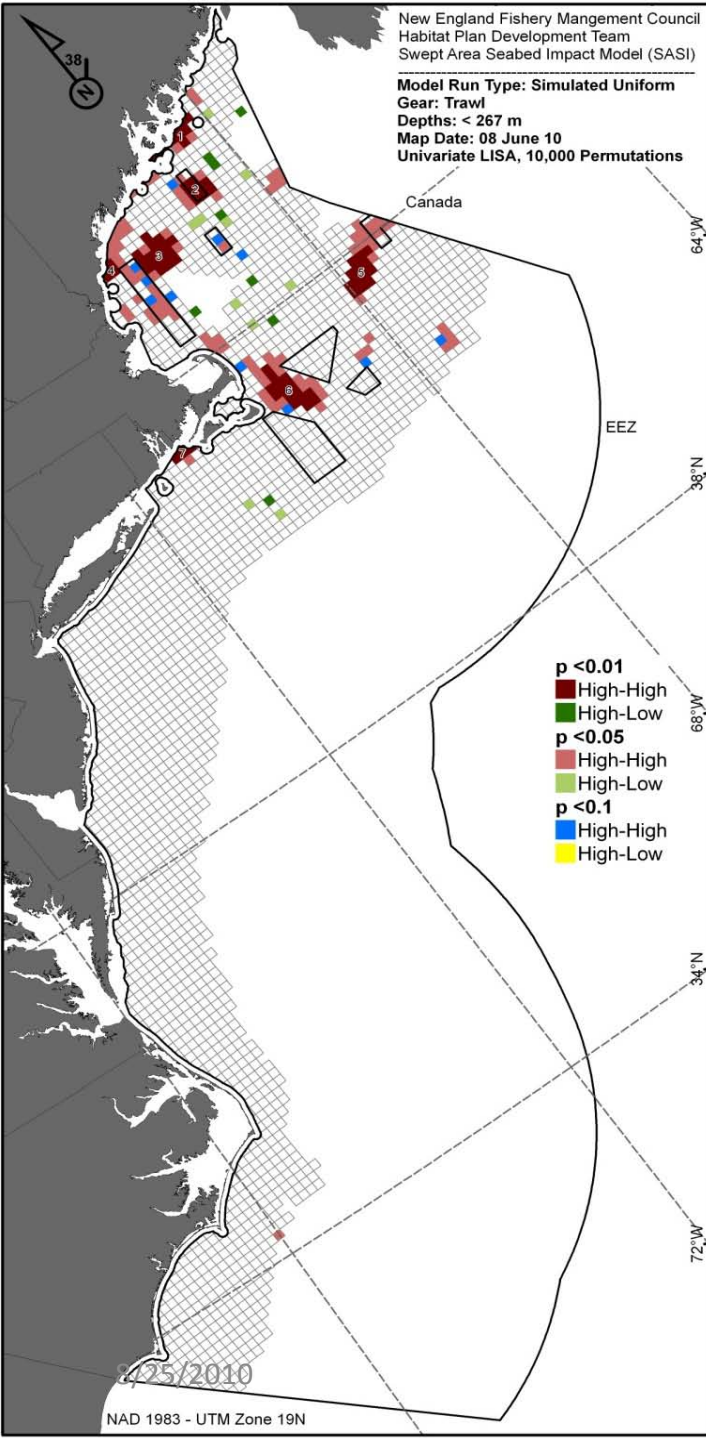 New England Fishery Mangement Council
Habitat Plan Development Team
Swept Area Seabed Impact Model (SASI)
Model Run Type: Simulated Uniform
Gear: Trawl
Depths: < 267 m
Map Date: 08 June 10
Univariate LISA, 10,000 Permutations
38
N
1
2
Canada
64°W
3
4
5
6
EEZ
7
38°N
p <0.01
High-High
High-Low
p <0.05
High-High
High-Low
p <0.1
High-High
High-Low
68°W
34°N
72°W
8/25/2010
NAD 1983 - UTM Zone 19N